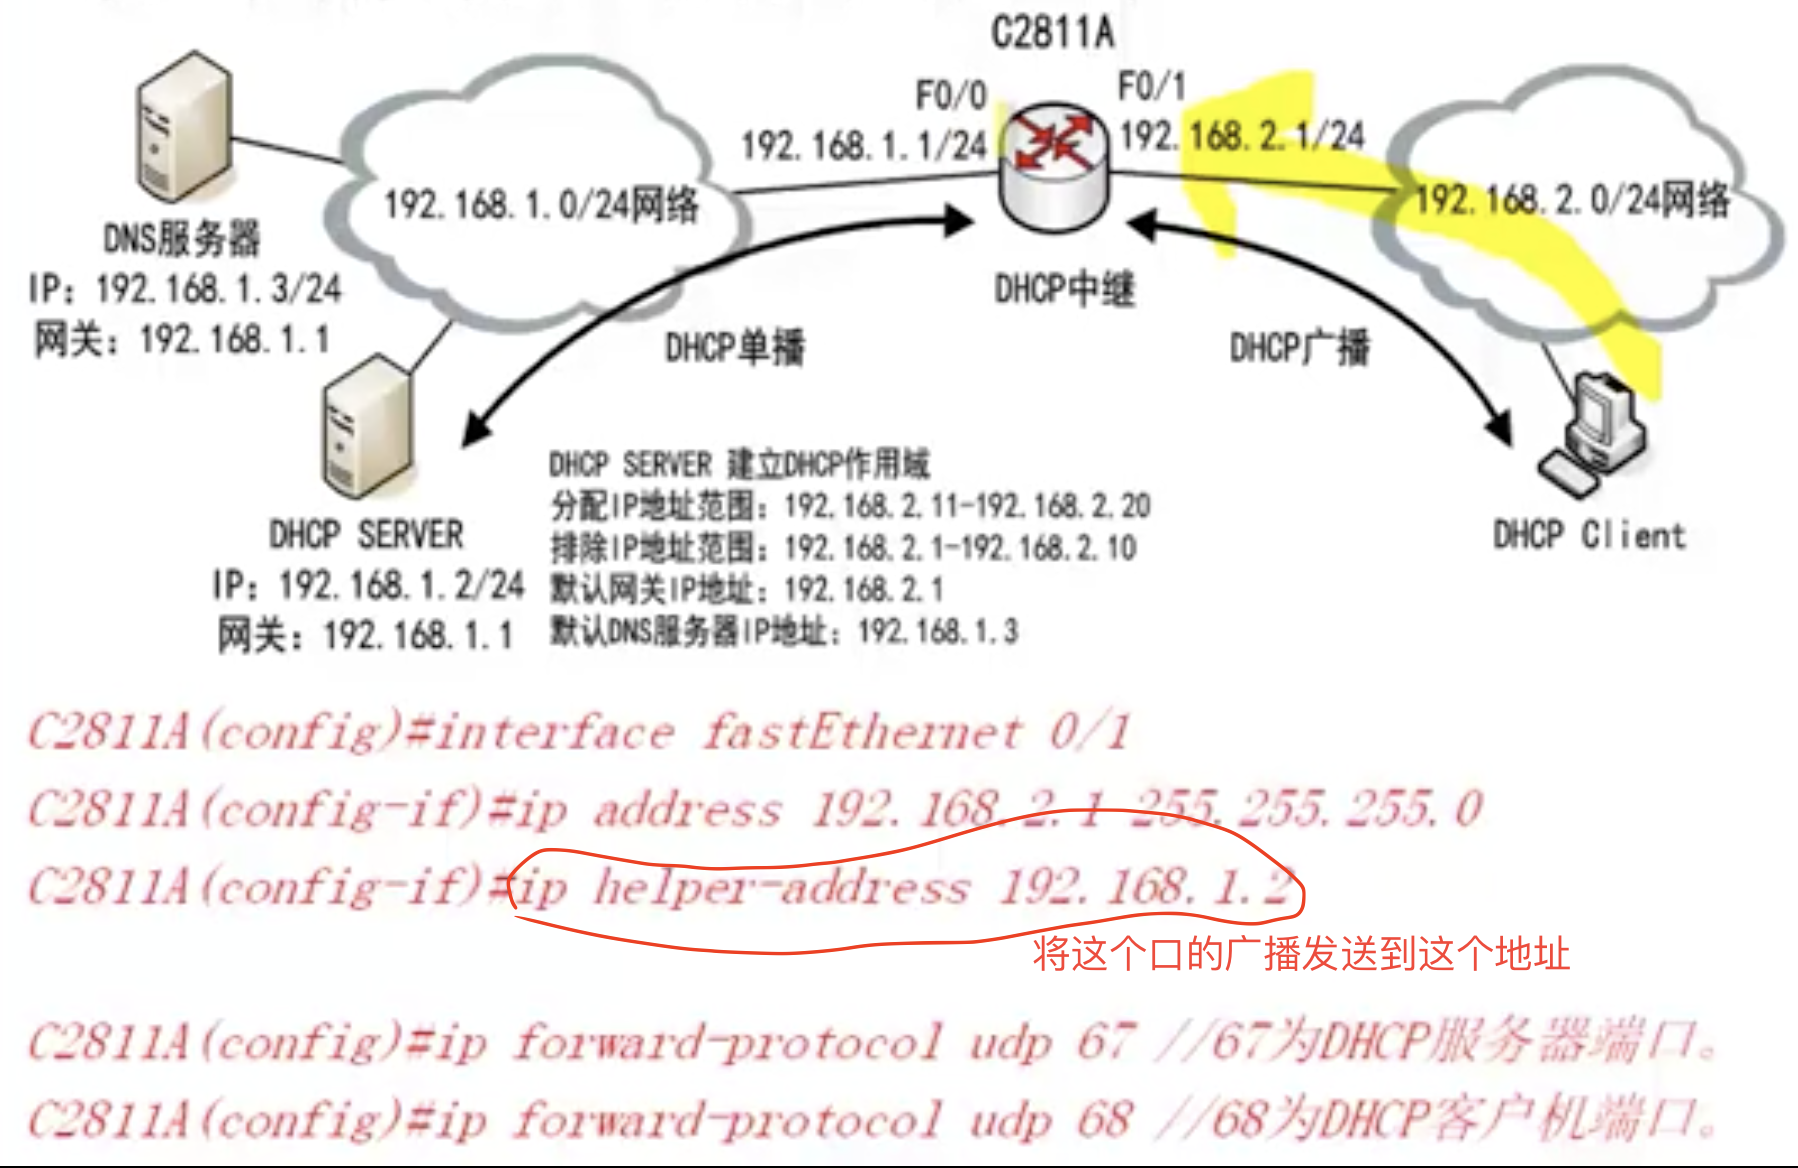 C2811A
F0/0
F0/1
192.168.1.1/24
192.168.2.1/24
192.168.1.0/24网络
192.168.2.0/24网络
DNS服务器
IP：192.168.1.3/24
网关：192.168.1.1
DHCP中继
DHCP单播
DHCP广播
DHCP SERVER
IP：192.168.1.2/24
网关：192.168.1.1
DHCP SERVER 建立DHCP作用域
分配IP地址范围：192.168.2.11-192.168.2.20
排除IP地址范围：192.168.2.1-192.168.2.10
默认网关IP地址：192.168.2.1
默认DNS服务器IP地址：192.168.1.3
DHCP Client
C2811A(config)#interface fastEthernet 0/1
C2811A(config-if)#ip address 192.168.2.1 255.255.255.0
C2811A(config-if)#ip helper-address 192.168.1.2
将这个口的广播发送到这个地址
C2811A(config)#ip forward-protocol udp 67 //67为DHCP服务器端口。
C2811A(config)#ip forward-protocol udp 68 //68为DHCP客户机端口。